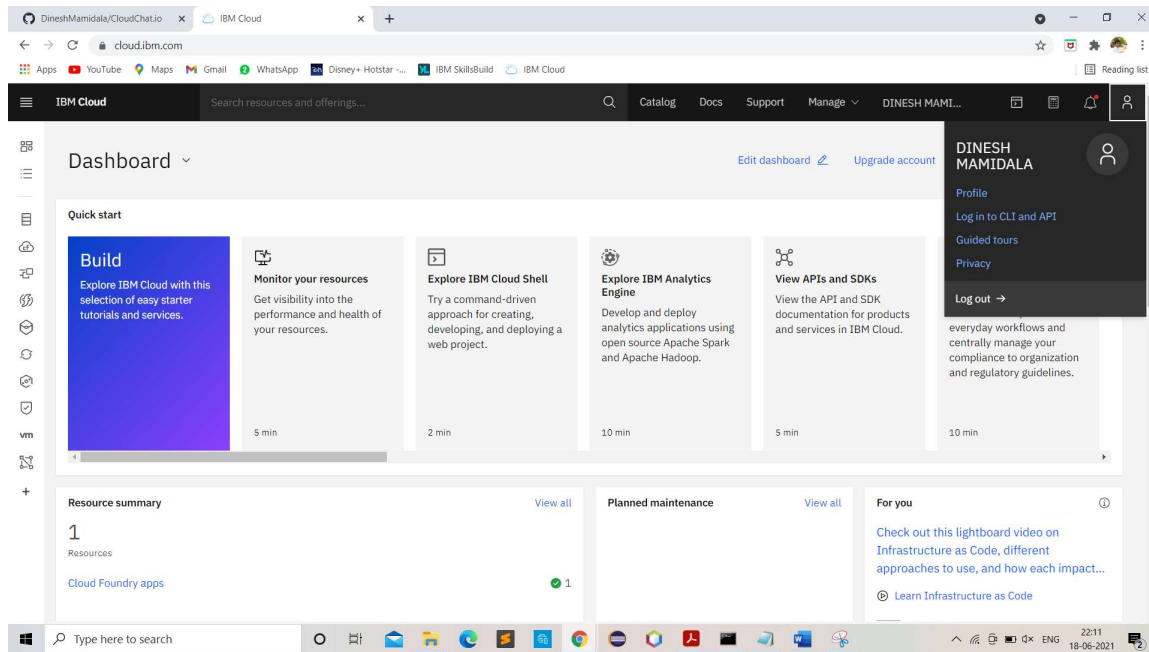 DineshMamidala/CloudChat.io
IBM Cloud
cloud.ibm.com
Apps
YouTube
Maps
Gmail
WhatsApp
Disney+ Hotstar -...
IBM SkillsBuild
IBM Cloud
Reading list
IBM Cloud
Search resources and offerings...
Catalog
Docs
Support
Manage
DINESH MAMI...
Dashboard
Edit dashboard
Upgrade account
DINESH
MAMIDALA
Profile
Log in to CLI and API
Guided tours
Privacy
Log out →
Quick start
Build
Explore IBM Cloud with this
selection of easy starter
tutorials and services.
Monitor your resources
Get visibility into the
performance and health of
your resources.
5 min
Explore IBM Cloud Shell
Try a command-driven
approach for creating,
developing, and deploying a
web project.
2 min
Explore IBM Analytics
Engine
Develop and deploy
analytics applications using
open source Apache Spark
and Apache Hadoop.
10 min
View APIs and SDKs
View the API and SDK
documentation for products
and services in IBM Cloud.
5 min
everyday workflows and
centrally manage your
compliance to organization
and regulatory guidelines.
10 min
vm
Resource summary
View all
1
Resources
Cloud Foundry apps
1
Planned maintenance
View all
For you
Check out this lightboard video on
Infrastructure as Code, different
approaches to use, and how each impact...
Learn Infrastructure as Code
Type here to search
ENG
22:11
18-06-2021
2